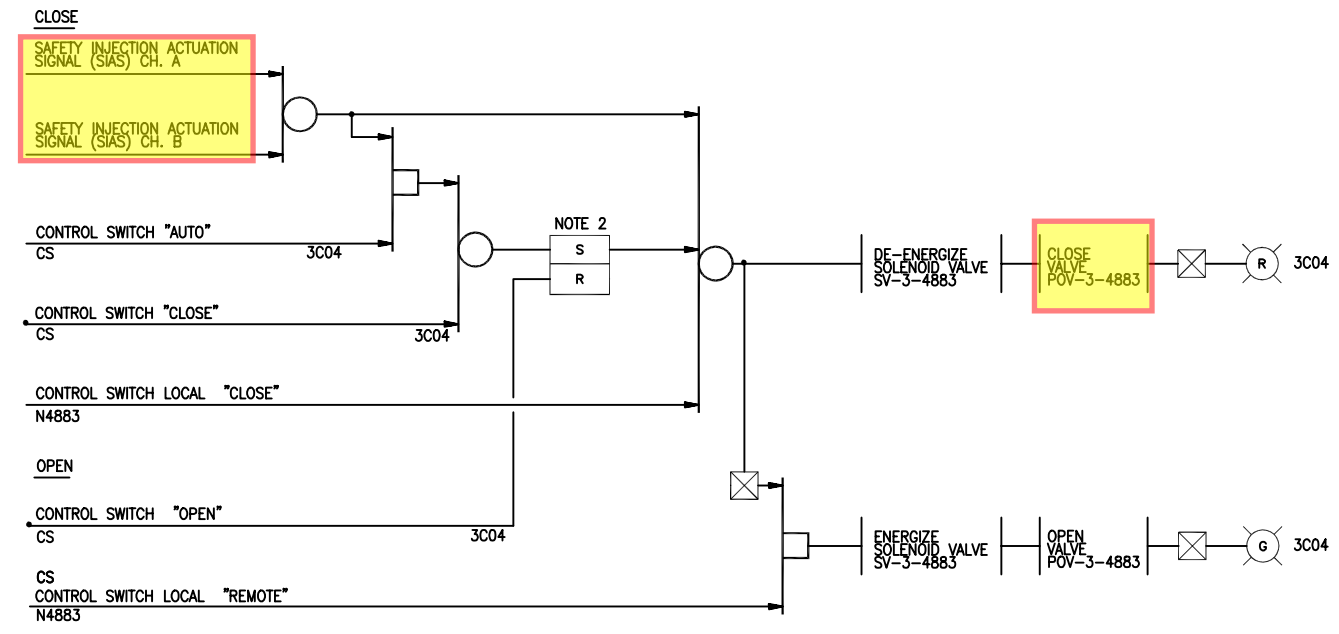 CLOSE
SAFETY INJECTION ACTUATION
SIGNAL (SIAS) CH. A
SAFETY INJECTION ACTUATION
SIGNAL (SIAS) CH. B
CONTROL SWITCH "AUTO"
CS
3C04
NOTE 2
S
R
CONTROL SWITCH "CLOSE"
CS
3C04
CONTROL SWITCH LOCAL "CLOSE"
N4883
DE-ENERGIZE
SOLENOID VALVE
SV-3-4883
CLOSE
VALVE
POV-3-4883
R
3C04
OPEN
CONTROL SWITCH "OPEN"
CS
3C04
CS
CONTROL SWITCH LOCAL "REMOTE"
N4883
ENERGIZE
SOLENOID VALVE
SV-3-4883
OPEN
VALVE
POV-3-4883
G
3C04